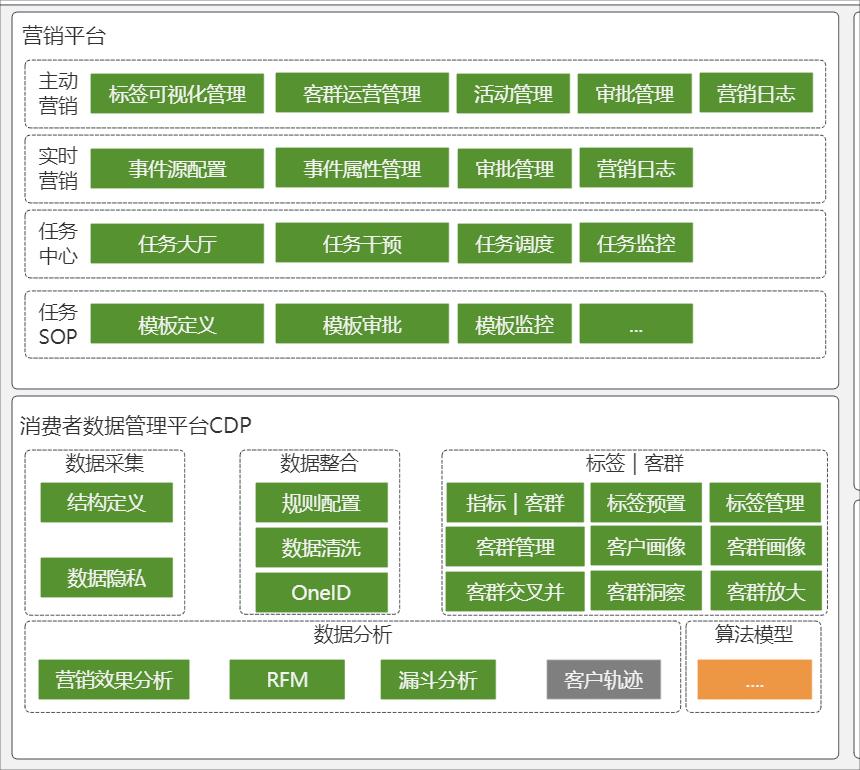 营销平台
主动
营销
标签可视化管理 客群运营管理 活动管理 审批管理 营销日志
实时
营销
事件源配置 事件属性管理 审批管理 营销日志
任务
中心
任务大厅 任务干预 任务调度 任务监控
任务
SOP
模板定义 模板审批 模板监控 ...
消费者数据管理平台CDP
数据采集 数据整合 标签 | 客群
结构定义 规则配置 指标 | 客群 标签预置 标签管理
数据清洗 客群管理 客户画像 客群画像
数据隐私 OneID 客群交叉并 客群洞察 客群放大
数据分析 算法模型
营销效果分析 RFM 漏斗分析 客户轨迹 ....